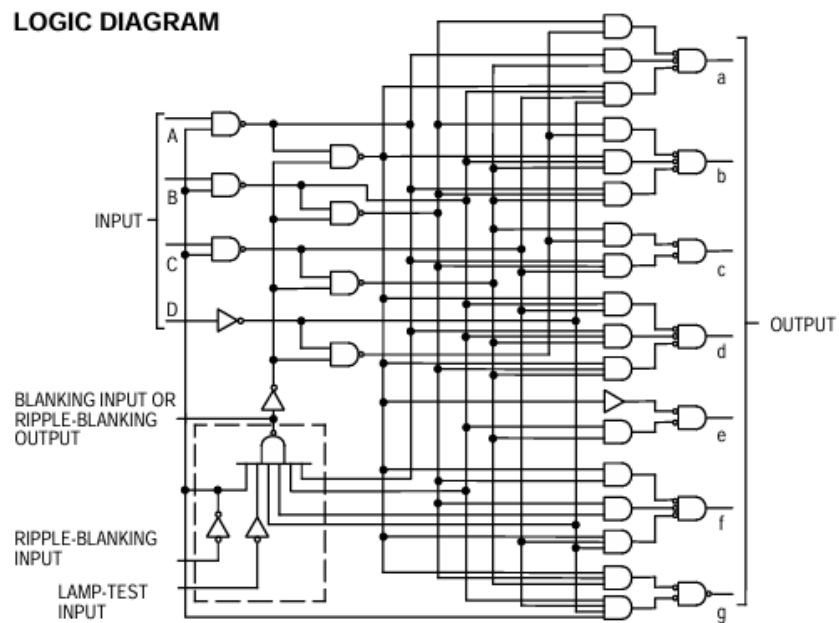 LOGIC DIAGRAM
a
A
b
B
INPUT
c
C
D
OUTPUT
d
BLANKING INPUT OR
RIPPLE-BLANKING
OUTPUT
e
f
RIPPLE-BLANKING
INPUT
LAMP-TEST
INPUT
g